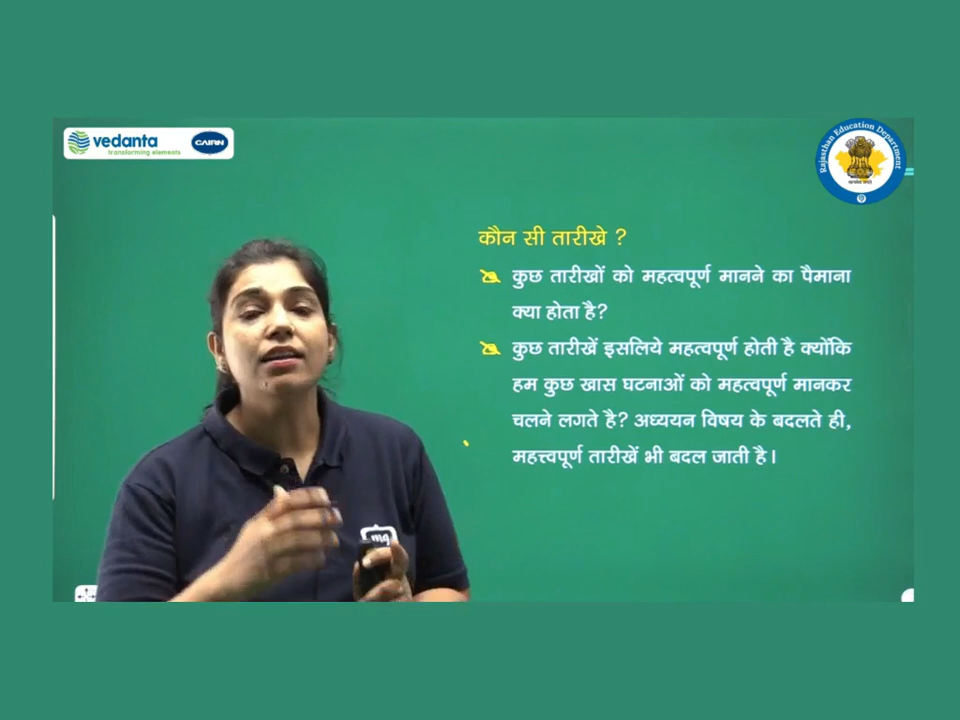 vedanta
transforming elements
CAIRN
Rajasthan Education Department
कौन सी तारीखे ?
कुछ तारीखों को महत्वपूर्ण मानने का पैमाना
क्या होता है?
कुछ तारीखें इसलिये महत्वपूर्ण होती है क्योंकि
हम कुछ खास घटनाओं को महत्वपूर्ण मानकर
चलने लगते है? अध्ययन विषय के बदलते ही,
महत्त्वपूर्ण तारीखें भी बदल जाती है।
mg